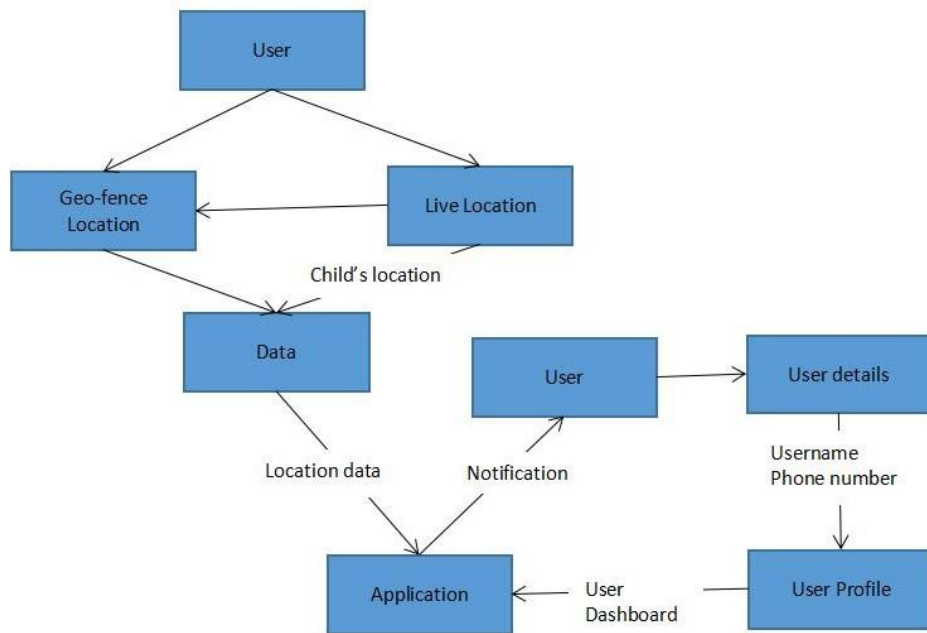 User
Geo-fence
Location
Live Location
Child's location
Data
User
User details
Username
Phone number
Location data
Notification
Application
User
Dashboard
User Profile